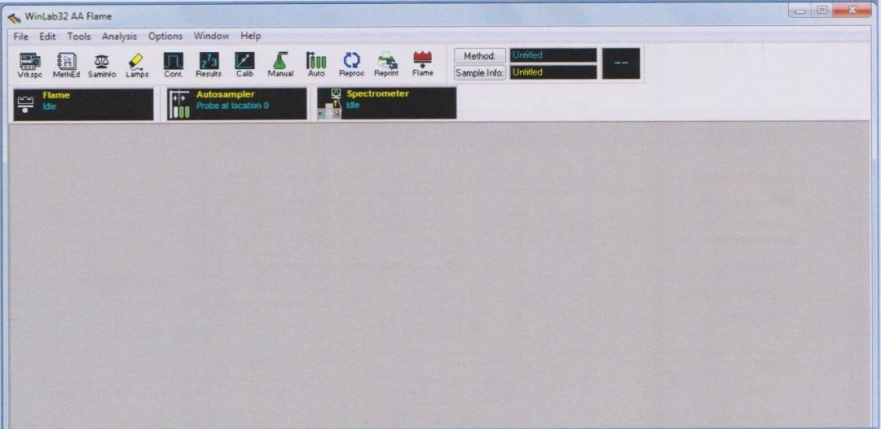 WinLab32 AA Flame
File Edit Tools Analysis Options Window Help
Wrkspc MethEd SamInfo Lamps Cont. Results Calib Manual Auto Reproc Reprint Flame
Method: Untitled
Sample Info: Untitled
--
Flame
Idle
Autosampler
Probe at location 0
Spectrometer
Idle